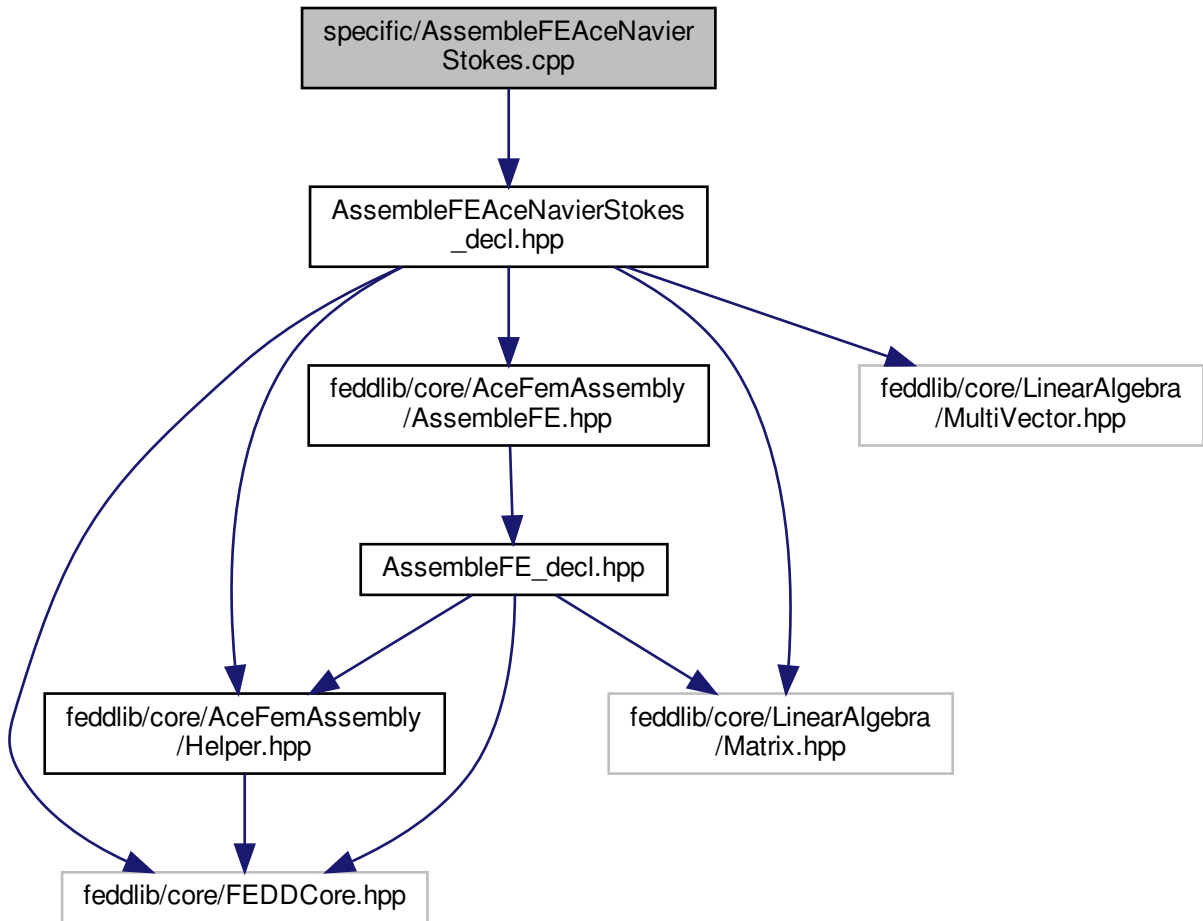 specific/AssembleFEAceNavier
Stokes.cpp
AssembleFEAceNavierStokes
_decl.hpp
feddlib/core/AceFemAssembly
/AssembleFE.hpp
feddlib/core/LinearAlgebra
/MultiVector.hpp
AssembleFE_decl.hpp
feddlib/core/AceFemAssembly
/Helper.hpp
feddlib/core/LinearAlgebra
/Matrix.hpp
feddlib/core/FEDDCore.hpp